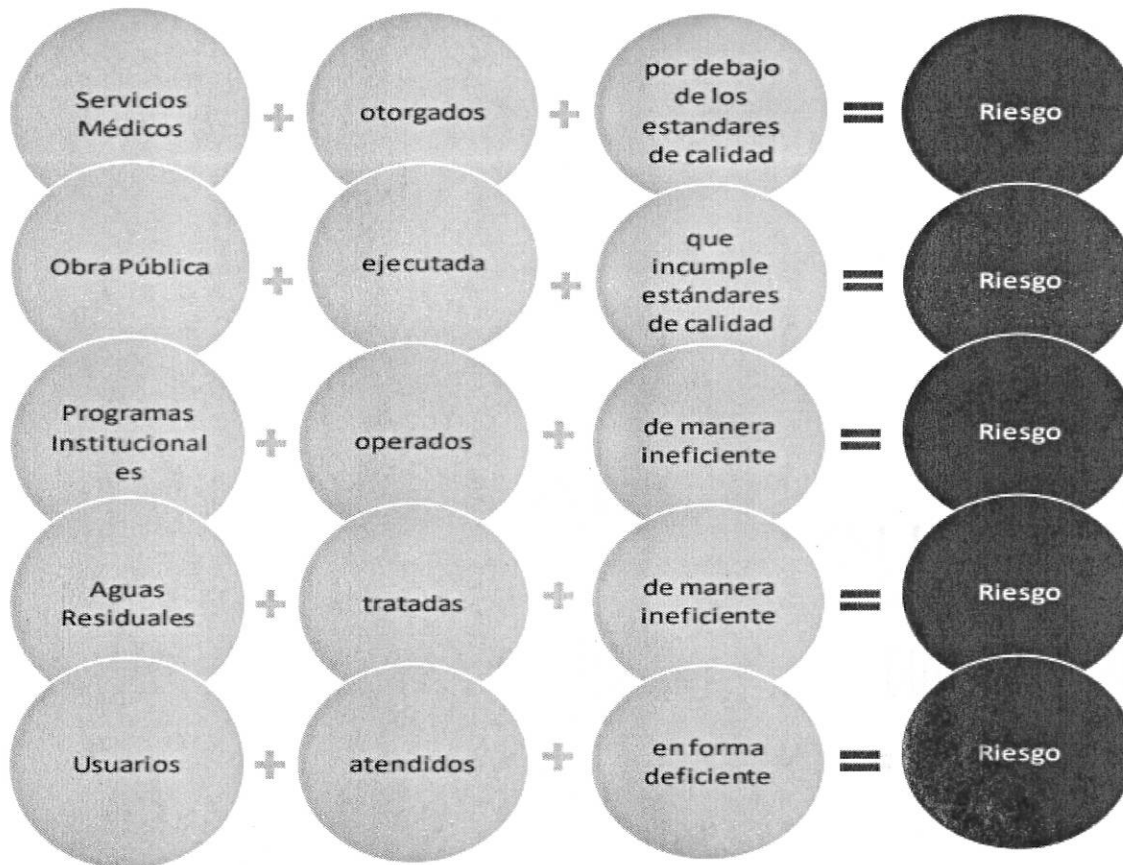 Servicios
Médicos
+
otorgados
+
por debajo
de los
estandares
de calidad
=
Riesgo
Obra Pública
+
ejecutada
+
que
incumple
estándares
de calidad
=
Riesgo
Programas
Institucional
es
+
operados
+
de manera
ineficiente
=
Riesgo
Aguas
Residuales
+
tratadas
+
de manera
ineficiente
=
Riesgo
Usuarios
+
atendidos
+
en forma
deficiente
=
Riesgo